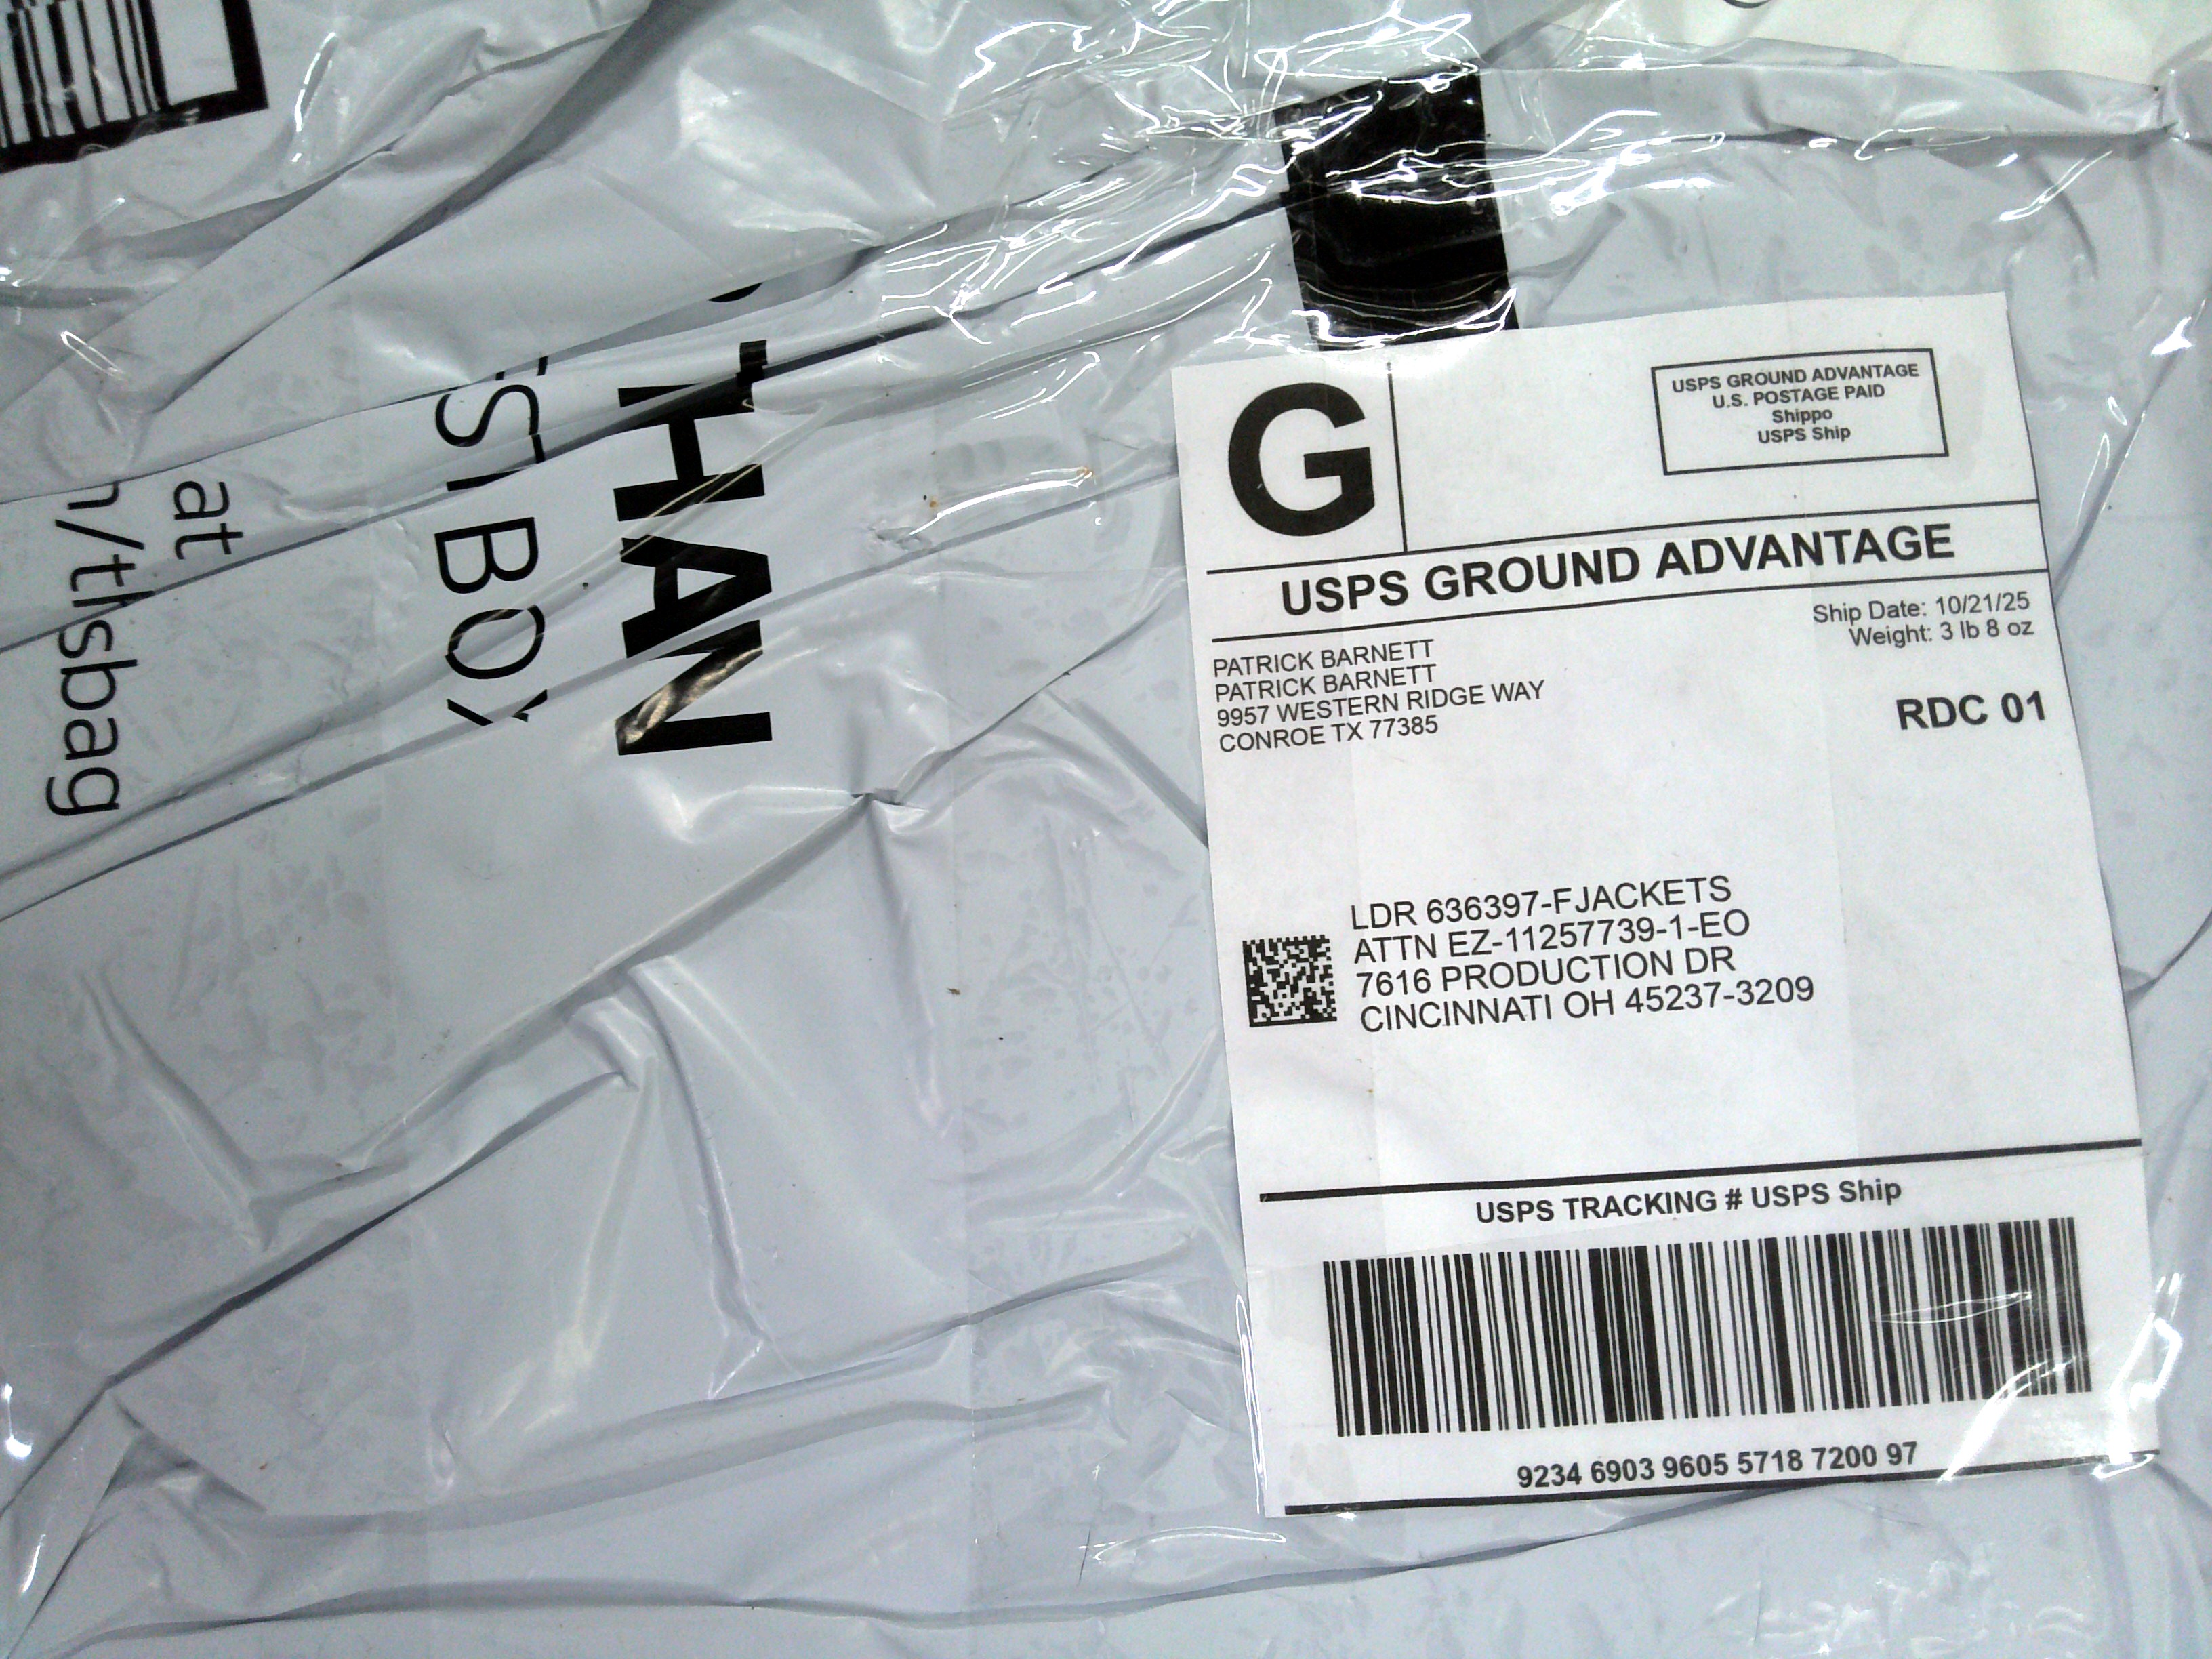 G
USPS GROUND ADVANTAGE
U.S. POSTAGE PAID
Shippo
USPS Ship
USPS GROUND ADVANTAGE
Ship Date: 10/21/25
Weight: 3 lb 8 oz
PATRICK BARNETT
PATRICK BARNETT
9957 WESTERN RIDGE WAY
CONROE TX 77385
RDC 01
LDR 636397-FJACKETS
ATTN EZ-11257739-1-EO
7616 PRODUCTION DR
CINCINNATI OH 45237-3209
USPS TRACKING # USPS Ship
9234 6903 9605 5718 7200 97
THAN
BOX
at
/thisbag